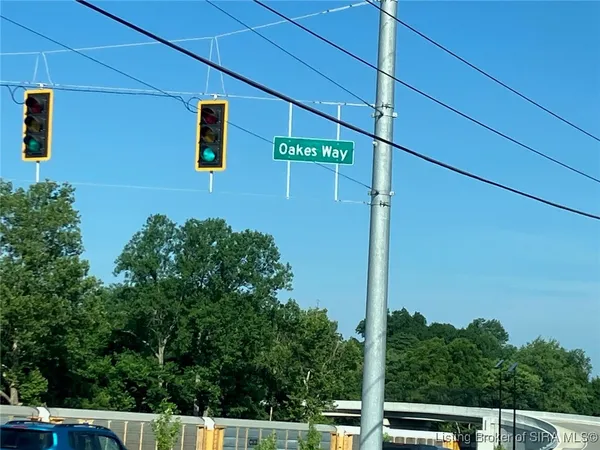 Oakes Way
Listing Broker of SIRA MLS©